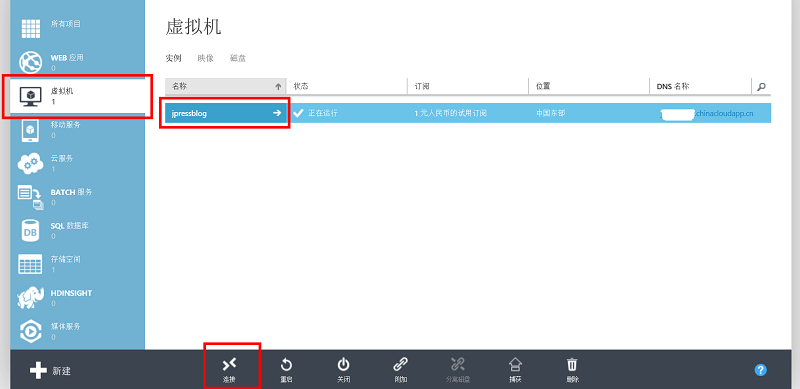 所有项目
WEB 应用
0
虚拟机
1
移动服务
0
云服务
1
BATCH 服务
0
SQL 数据库
0
DB
存储空间
1
HDINSIGHT
0
媒体服务
0
虚拟机
实例 映像 磁盘
名称 状态 订阅 位置 DNS 名称
jpressblog 正在运行 1 元人民币的试用订阅 中国东部 .chinacloudapp.cn
新建 连接 重启 关闭 附加 分离磁盘 捕获 删除 ?